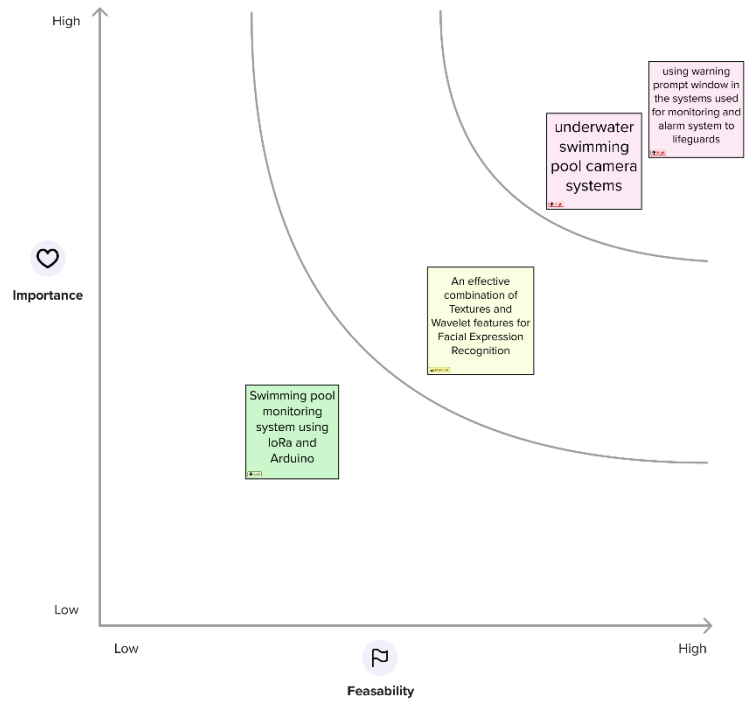 High
using warning
prompt window in
the systems used
for monitoring and
alarm system to
lifeguards
underwater
swimming
pool camera
systems
Importance
An effective
combination of
Textures and
Wavelet features for
Facial Expression
Recognition
Swimming pool
monitoring
system using
loRa and
Arduino
Low
Low
High
Feasability